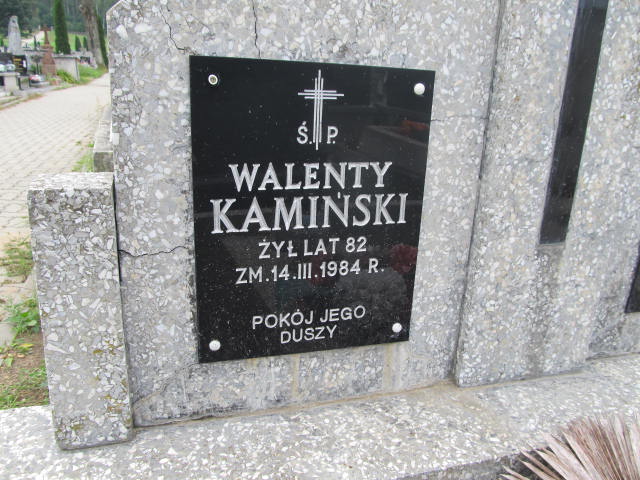 Ś. P.
WALENTY
KAMIŃSKI
ŻYŁ LAT 82
ZM. 14. III. 1984 R.
POKÓJ JEGO
DUSZY